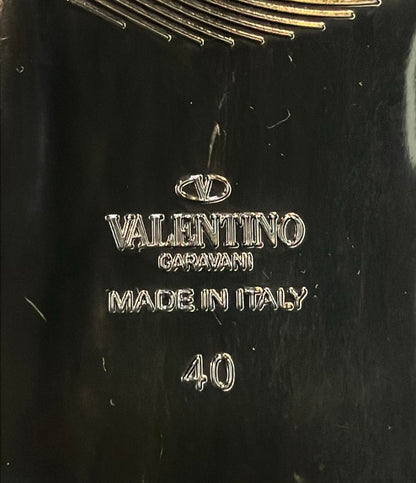 V
VALENTINO
GARAVANI
MADE IN ITALY
40